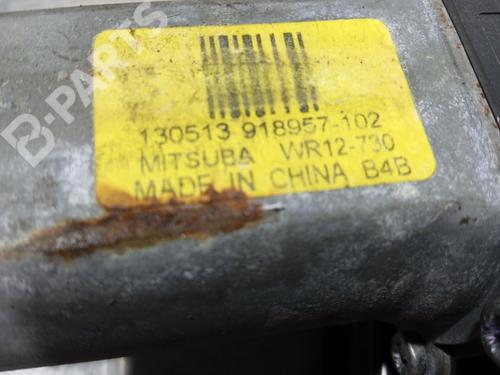 B-PARTS
130513 918957-102
MITSUBA WR12-730
MADE IN CHINA B4B